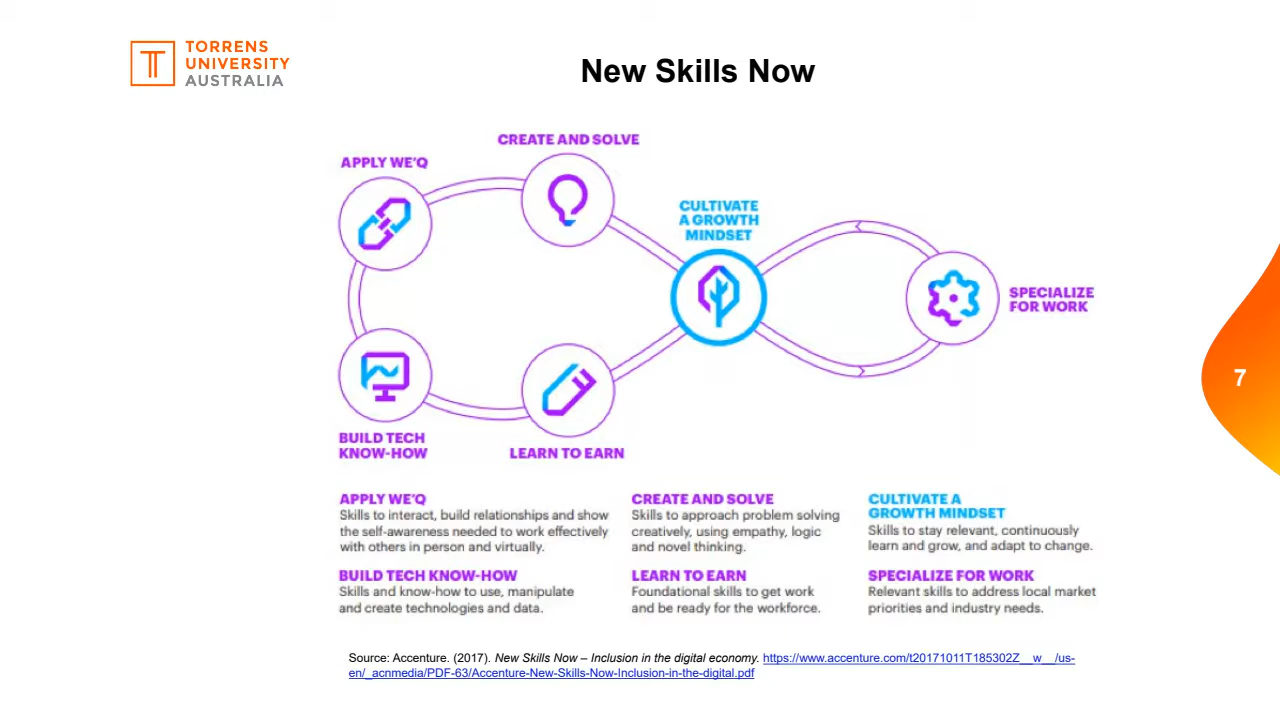 TORRENS
UNIVERSITY
AUSTRALIA
New Skills Now
CREATE AND SOLVE
APPLY WE'Q
CULTIVATE
A GROWTH
MINDSET
SPECIALIZE
FOR WORK
7
BUILD TECH
KNOW-HOW
LEARN TO EARN
APPLY WE'Q
Skills to interact, build relationships and show
the self-awareness needed to work effectively
with others in person and virtually.
CREATE AND SOLVE
Skills to approach problem solving
creatively, using empathy, logic
and novel thinking.
CULTIVATE A
GROWTH MINDSET
Skills to stay relevant, continuously
learn and grow, and adapt to change.
BUILD TECH KNOW-HOW
Skills and know-how to use, manipulate
and create technologies and data.
LEARN TO EARN
Foundational skills to get work
and be ready for the workforce.
SPECIALIZE FOR WORK
Relevant skills to address local market
priorities and industry needs.
Source: Accenture. (2017). New Skills Now – Inclusion in the digital economy. https://www.accenture.com/t20171011T185302Z__w__/us-
en/_acnmedia/PDF-63/Accenture-New-Skills-Now-Inclusion-in-the-digital.pdf